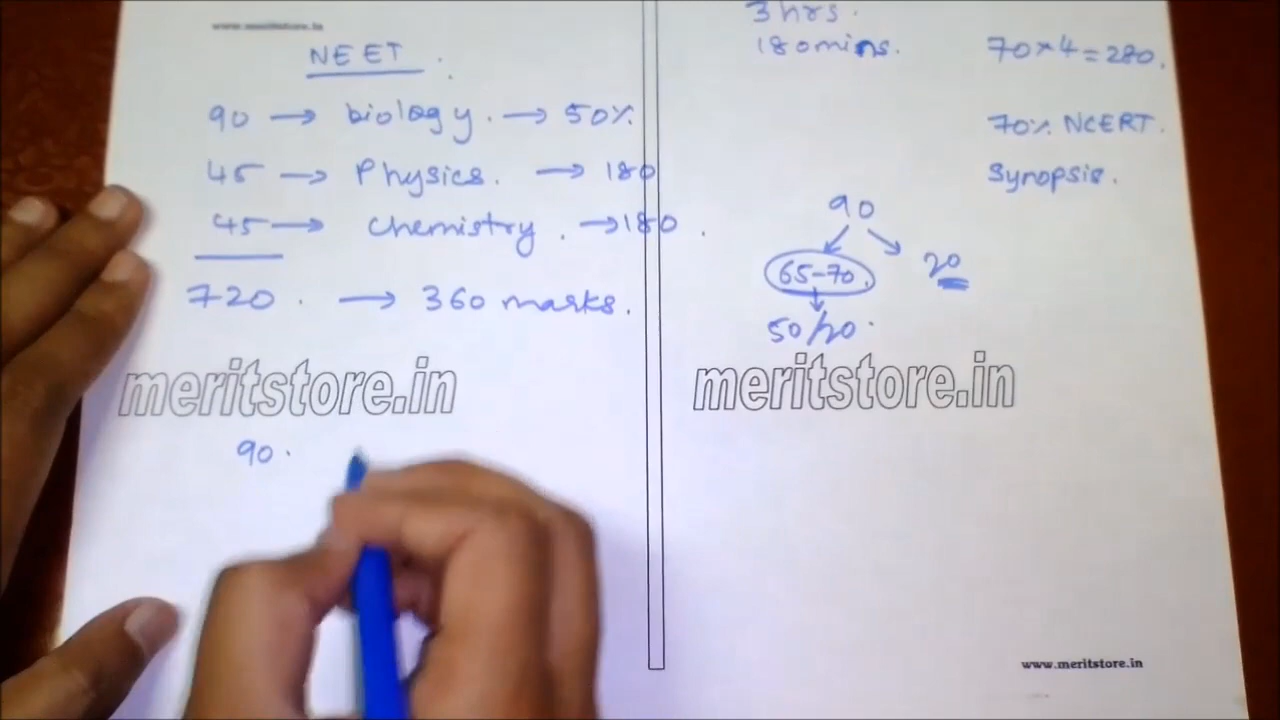 www.meritstore.in
NEET.
90 → biology. → 50%
45 → Physics. → 180
45 → Chemistry. → 180.
720. → 360 marks.
meritstore.in
90.
3 hrs.
180 mins.
70×4=280.
70% NCERT.
Synopsis.
90
65-70.
20
50/70.
meritstore.in
www.meritstore.in